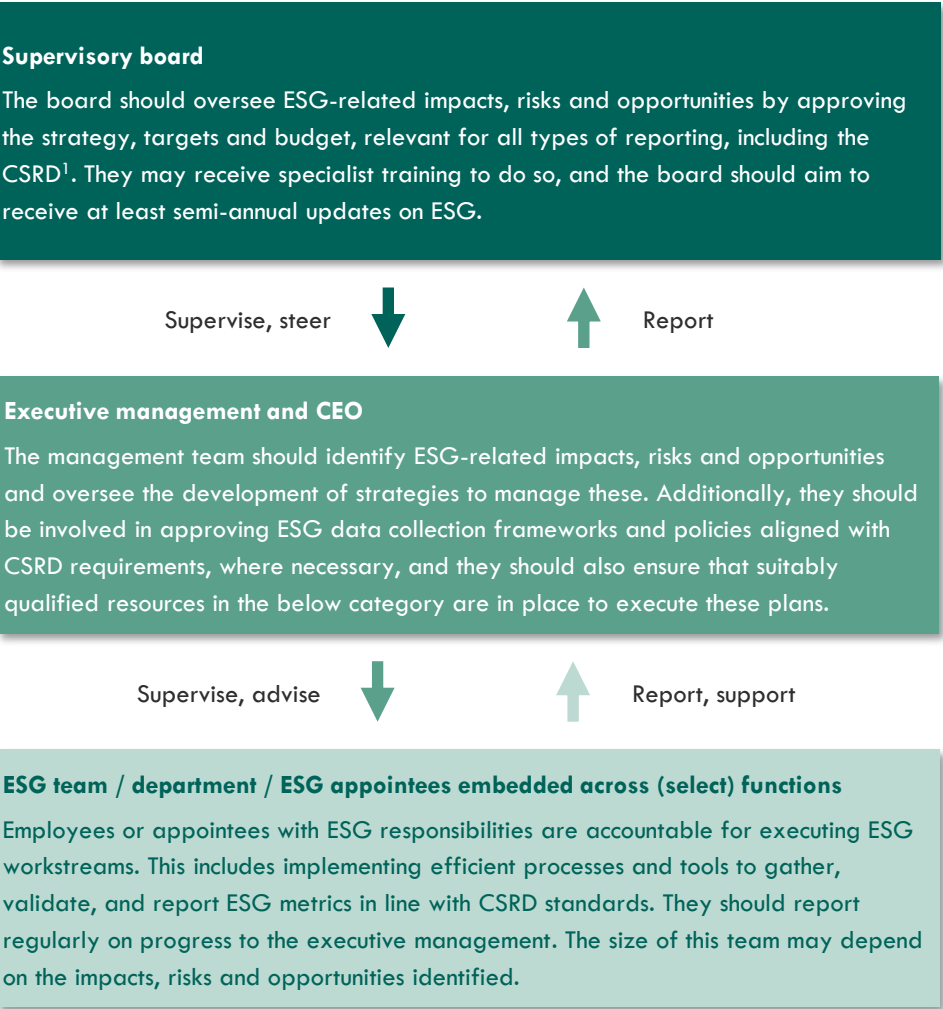 Supervisory board
The board should oversee ESG-related impacts, risks and opportunities by approving
the strategy, targets and budget, relevant for all types of reporting, including the
CSRD¹. They may receive specialist training to do so, and the board should aim to
receive at least semi-annual updates on ESG.
Supervise, steer
Report
Executive management and CEO
The management team should identify ESG-related impacts, risks and opportunities
and oversee the development of strategies to manage these. Additionally, they should
be involved in approving ESG data collection frameworks and policies aligned with
CSRD requirements, where necessary, and they should also ensure that suitably
qualified resources in the below category are in place to execute these plans.
Supervise, advise
Report, support
ESG team / department / ESG appointees embedded across (select) functions
Employees or appointees with ESG responsibilities are accountable for executing ESG
workstreams. This includes implementing efficient processes and tools to gather,
validate, and report ESG metrics in line with CSRD standards. They should report
regularly on progress to the executive management. The size of this team may depend
on the impacts, risks and opportunities identified.